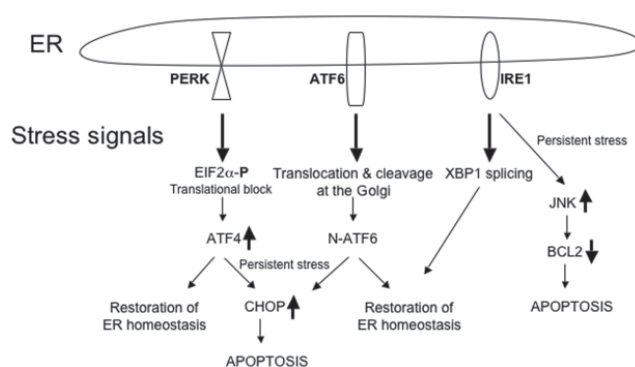 ER
PERK
ATF6
IRE1
Stress signals
Persistent stress
EIF2α-P
Translational block
Translocation & cleavage
at the Golgi
XBP1 splicing
JNK
ATF4
N-ATF6
BCL2
Persistent stress
Restoration of
ER homeostasis
CHOP
Restoration of
ER homeostasis
APOPTOSIS
APOPTOSIS